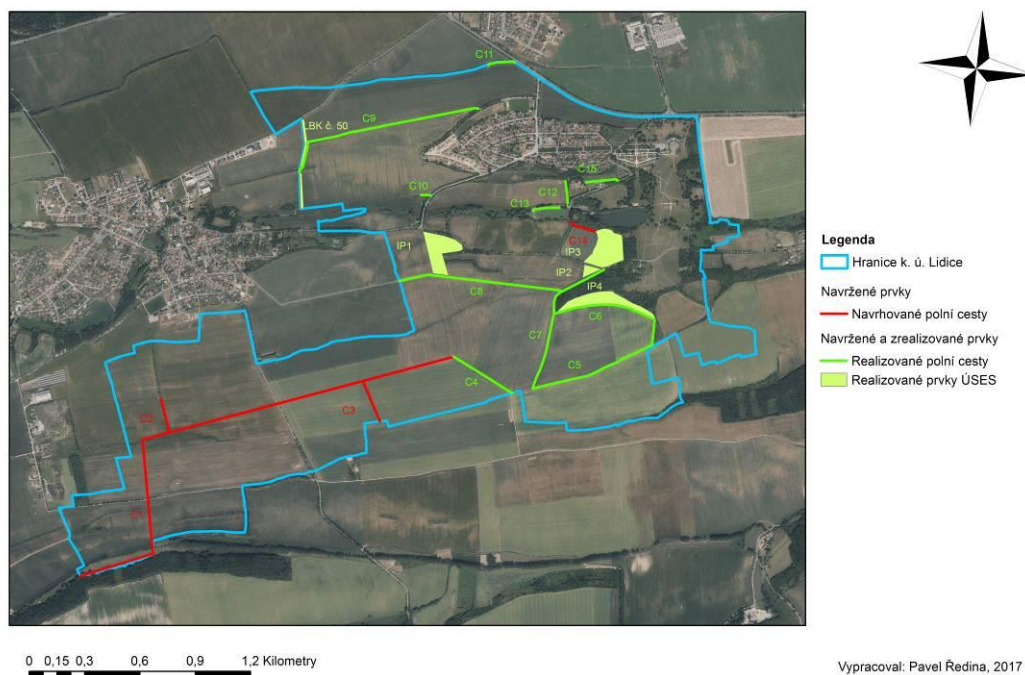 C11
C9
LBK č. 50
C10
C12
C15
C13
C14
IP1
IP3
IP2
IP4
C8
C6
C7
C5
C4
C3
C2
C1
Legenda
Hranice k. ú. Lidice
Navržené prvky
Navrhované polní cesty
Navržené a zrealizované prvky
Realizované polní cesty
Realizované prvky ÚSES
0 0,15 0,3 0,6 0,9 1,2 Kilometry
Vypracoval: Pavel Ředina, 2017